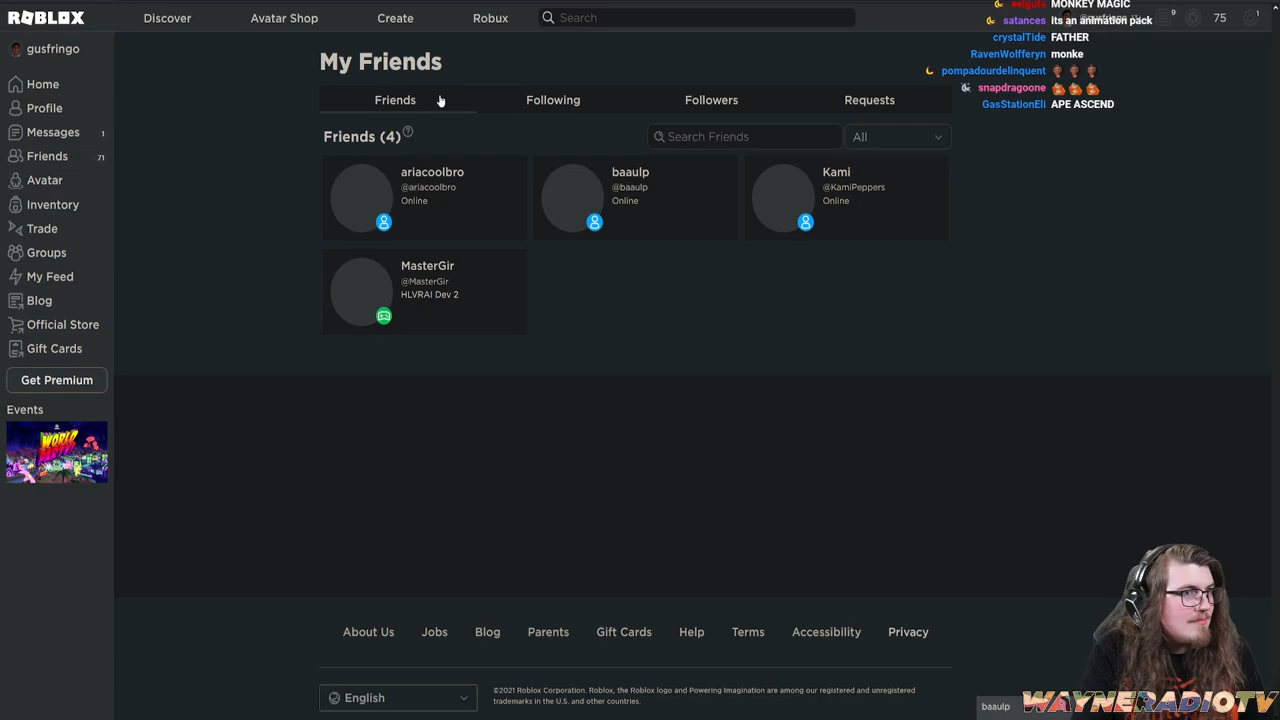 ROBLOX
Discover
Avatar Shop
Create
Robux
Search
9
75
1
eelguts MONKEY MAGIC
satances its an animation pack
crystalTide FATHER
RavenWolfferyn monke
pompadourdelinquent
snapdragoone
GasStationEli APE ASCEND
gusfringo
Home
Profile
Messages 1
Friends 71
Avatar
Inventory
Trade
Groups
My Feed
Blog
Official Store
Gift Cards
Get Premium
Events
WORLD PARTY
My Friends
Friends
Following
Followers
Requests
Friends (4) ?
Search Friends
All
ariacoolbro
@ariacoolbro
Online
baaulp
@baaulp
Online
Kami
@KamiPeppers
Online
MasterGir
@MasterGir
HLVRAI Dev 2
About Us
Jobs
Blog
Parents
Gift Cards
Help
Terms
Accessibility
Privacy
English
©2021 Roblox Corporation. Roblox, the Roblox logo and Powering Imagination are among our registered and unregistered
trademarks in the U.S. and other countries.
baaulp
WAYNERADIOTV